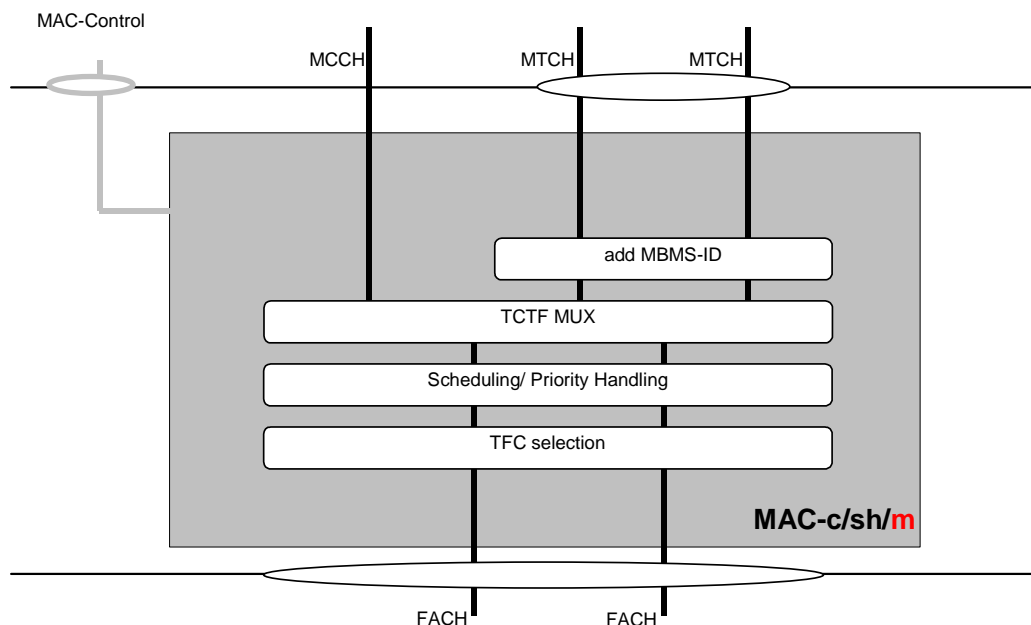 MAC-Control
MCCH MTCH MTCH
add MBMS-ID
TCTF MUX
Scheduling/ Priority Handling
TFC selection
MAC-c/sh/m
FACH FACH